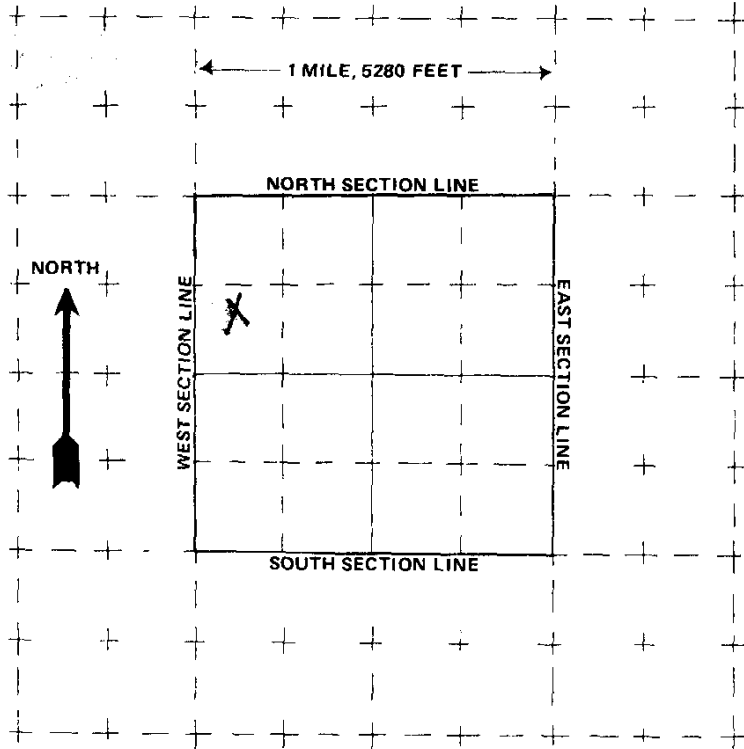 1 MILE, 5280 FEET
NORTH SECTION LINE
NORTH
WEST SECTION LINE
EAST SECTION LINE
X
SOUTH SECTION LINE